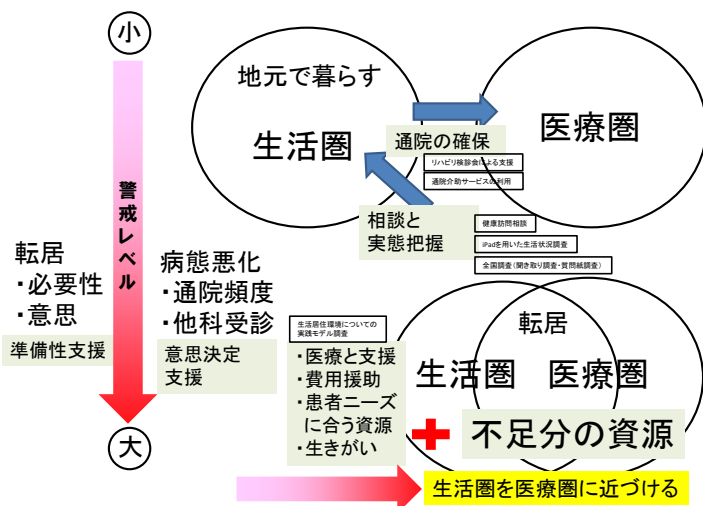 小
警戒レベル
大
転居
・必要性
・意思
準備性支援
病態悪化
・通院頻度
・他科受診
意思決定
支援
地元で暮らす
生活圏
医療圏
通院の確保
リハビリ検診会による支援
通院介助サービスの利用
相談と
実態把握
健康訪問相談
iPadを用いた生活状況調査
全国調査(聞き取り調査・質問紙調査)
生活居住環境についての
実践モデル調査
・医療と支援
・費用援助
・患者ニーズ
に合う資源
・生きがい
転居
生活圏
医療圏
不足分の資源
生活圏を医療圏に近づける